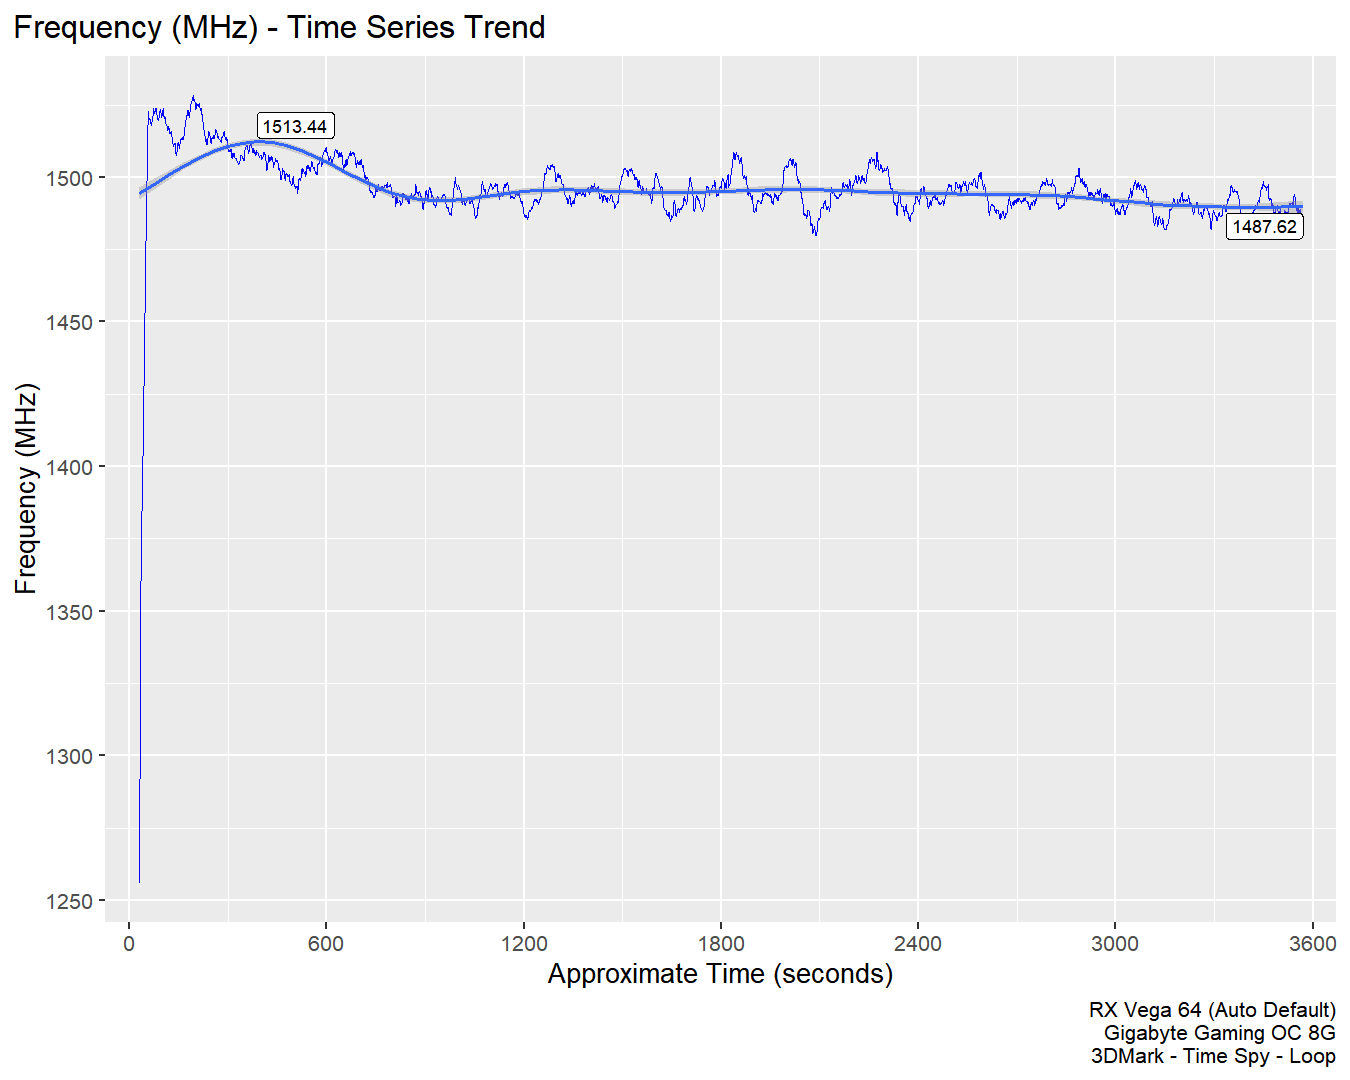 Frequency (MHz) - Time Series Trend
1513.44
1487.62
1500
1450
1400
1350
1300
1250
Frequency (MHz)
0 600 1200 1800 2400 3000 3600
Approximate Time (seconds)
RX Vega 64 (Auto Default)
Gigabyte Gaming OC 8G
3DMark - Time Spy - Loop